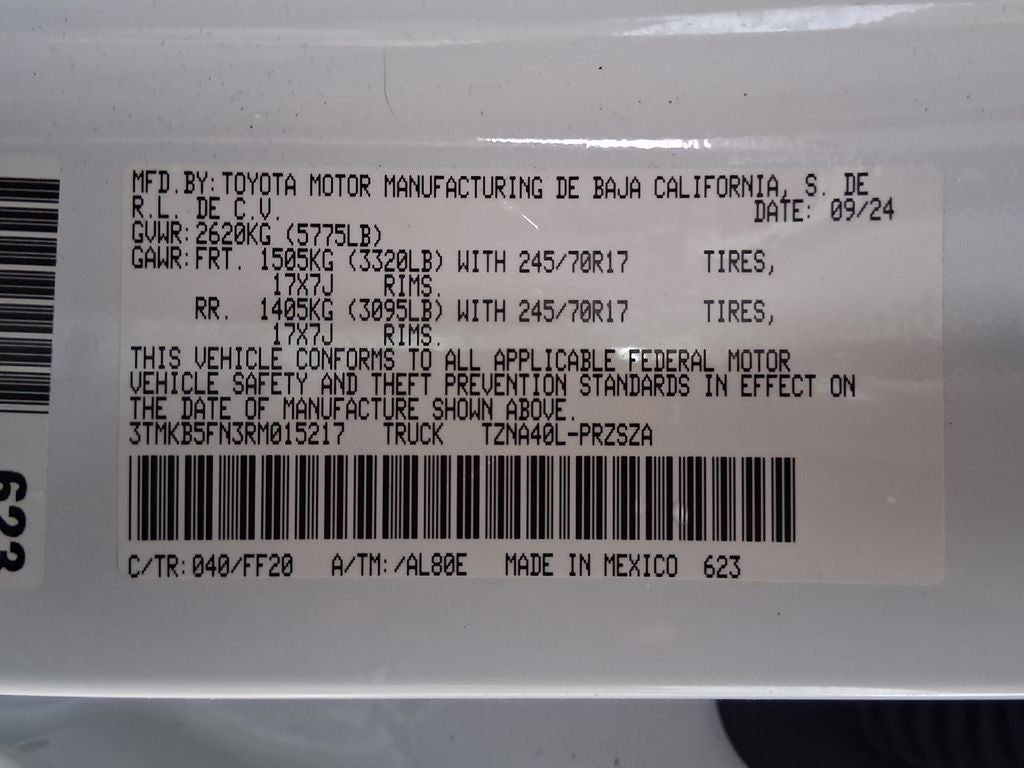 MFD.BY: TOYOTA MOTOR MANUFACTURING DE BAJA CALIFORNIA, S. DE
R.L. DE C.V. DATE: 09/24
GVWR: 2620KG (5775LB)
GAWR: FRT. 1505KG (3320LB) WITH 245/70R17 TIRES,
17X7J RIMS.
RR. 1405KG (3095LB) WITH 245/70R17 TIRES,
17X7J RIMS.
THIS VEHICLE CONFORMS TO ALL APPLICABLE FEDERAL MOTOR
VEHICLE SAFETY AND THEFT PREVENTION STANDARDS IN EFFECT ON
THE DATE OF MANUFACTURE SHOWN ABOVE.
3TMKB5FN3RM015217 TRUCK TZNA40L-PRZSZA
C/TR: 040/FF20 A/TM: /AL80E MADE IN MEXICO 623
623